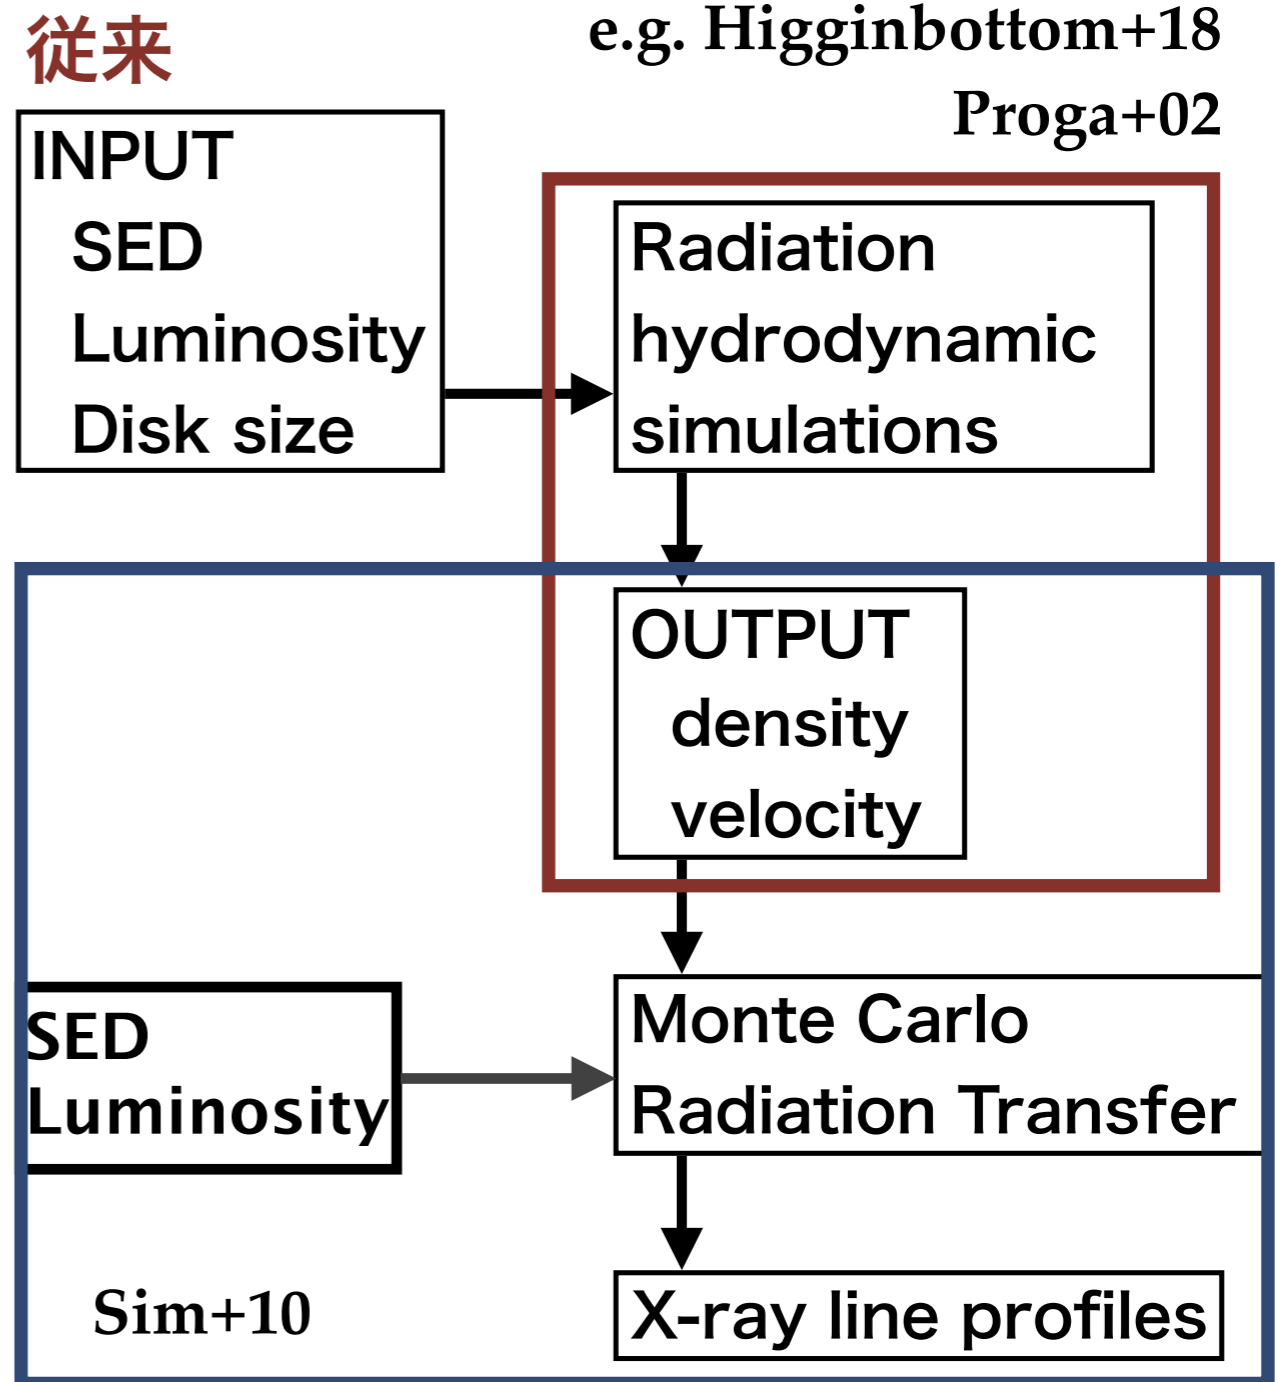 従来
e.g. Higginbottom+18
Proga+02
INPUT
SED
Luminosity
Disk size
Radiation
hydrodynamic
simulations
OUTPUT
density
velocity
SED
Luminosity
Monte Carlo
Radiation Transfer
Sim+10
X-ray line profiles